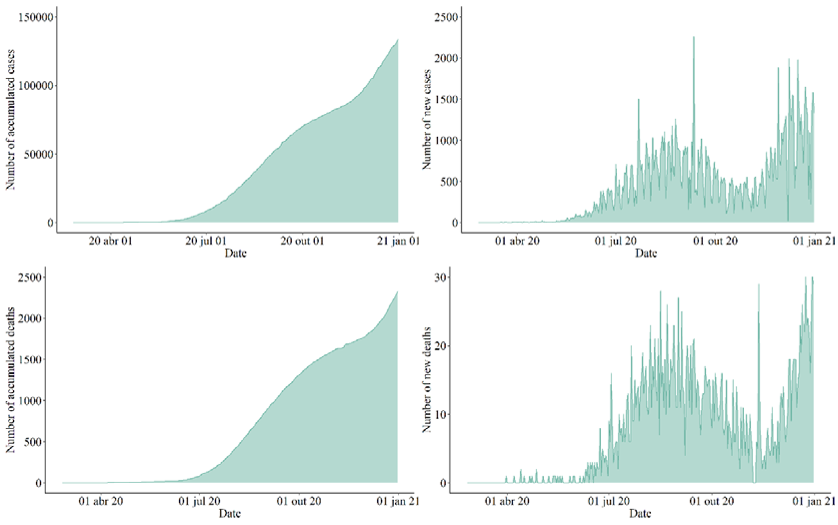 Number of accumulated cases
150000
100000
50000
0
20 abr 01
20 jul 01
20 out 01
21 jan 01
Date
Number of new cases
2500
2000
1500
1000
500
0
01 abr 20
01 jul 20
01 out 20
01 jan 21
Date
Number of accumulated deaths
2500
2000
1500
1000
500
0
01 abr 20
01 jul 20
01 out 20
01 jan 21
Date
Number of new deaths
30
20
10
0
01 abr 20
01 jul 20
01 out 20
01 jan 21
Date